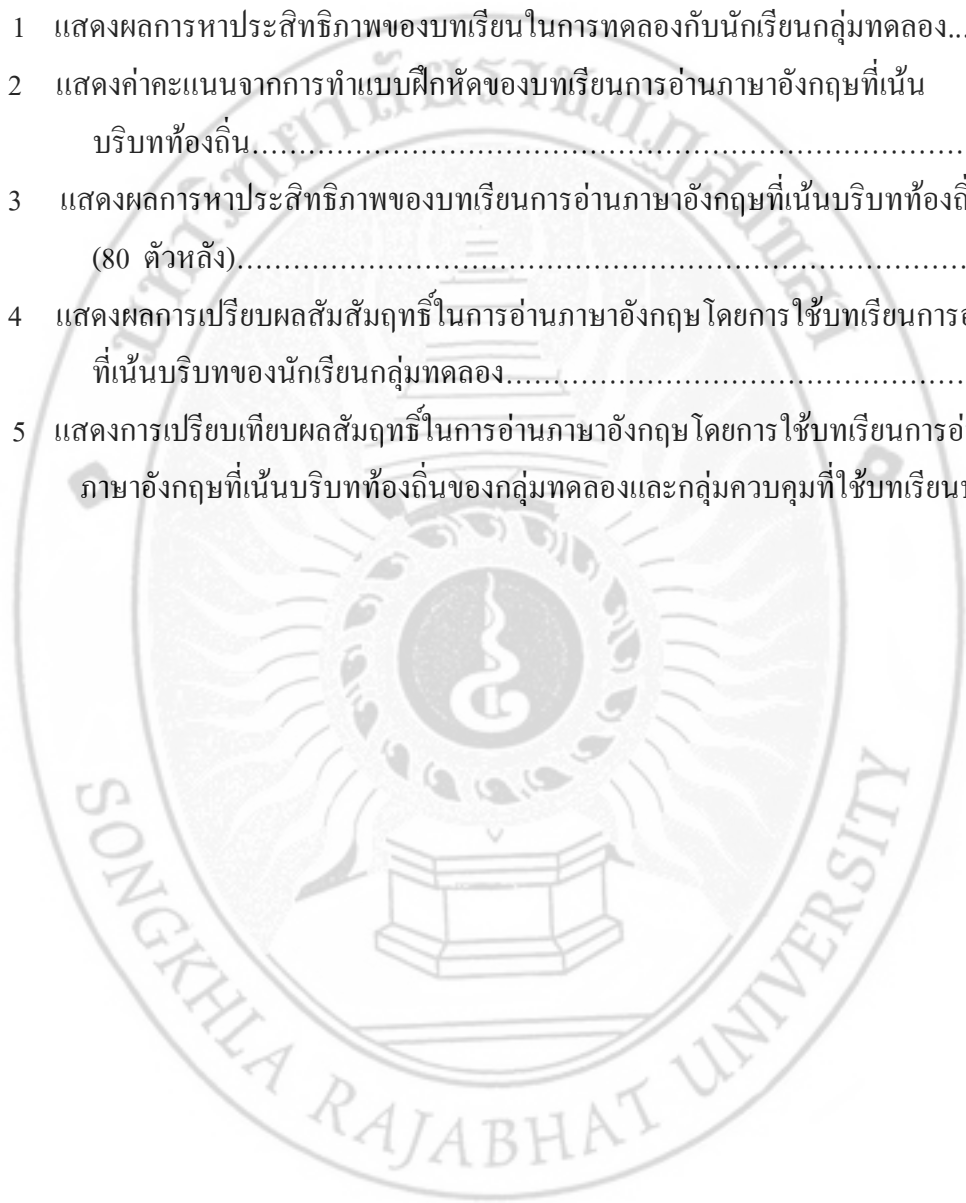 1 แสดงผลการหาประสิทธิภาพของบทเรียนในการทดลองกับนักเรียนกลุ่มทดลอง...
2 แสดงค่าคะแนนจากการทำแบบฝึกหัดของบทเรียนการอ่านภาษาอังกฤษที่เน้น
บริบทท้องถิ่น..............................................................................
3 แสดงผลการหาประสิทธิภาพของบทเรียนการอ่านภาษาอังกฤษที่เน้นบริบทท้องถิ่
(80 ตัวหลัง)..............................................................................
4 แสดงผลการเปรียบผลสัมสัมฤทธิ์ในการอ่านภาษาอังกฤษโดยการใช้บทเรียนการอ
ที่เน้นบริบทของนักเรียนกลุ่มทดลอง.................................................
5 แสดงการเปรียบเทียบผลสัมฤทธิ์ในการอ่านภาษาอังกฤษโดยการใช้บทเรียนการอ่
ภาษาอังกฤษที่เน้นบริบทท้องถิ่นของกลุ่มทดลองและกลุ่มควบคุมที่ใช้บทเรียนป
มหาวิทยาลัยราชภัฏสงขลา
SONGKHLA RAJABHAT UNIVERSITY